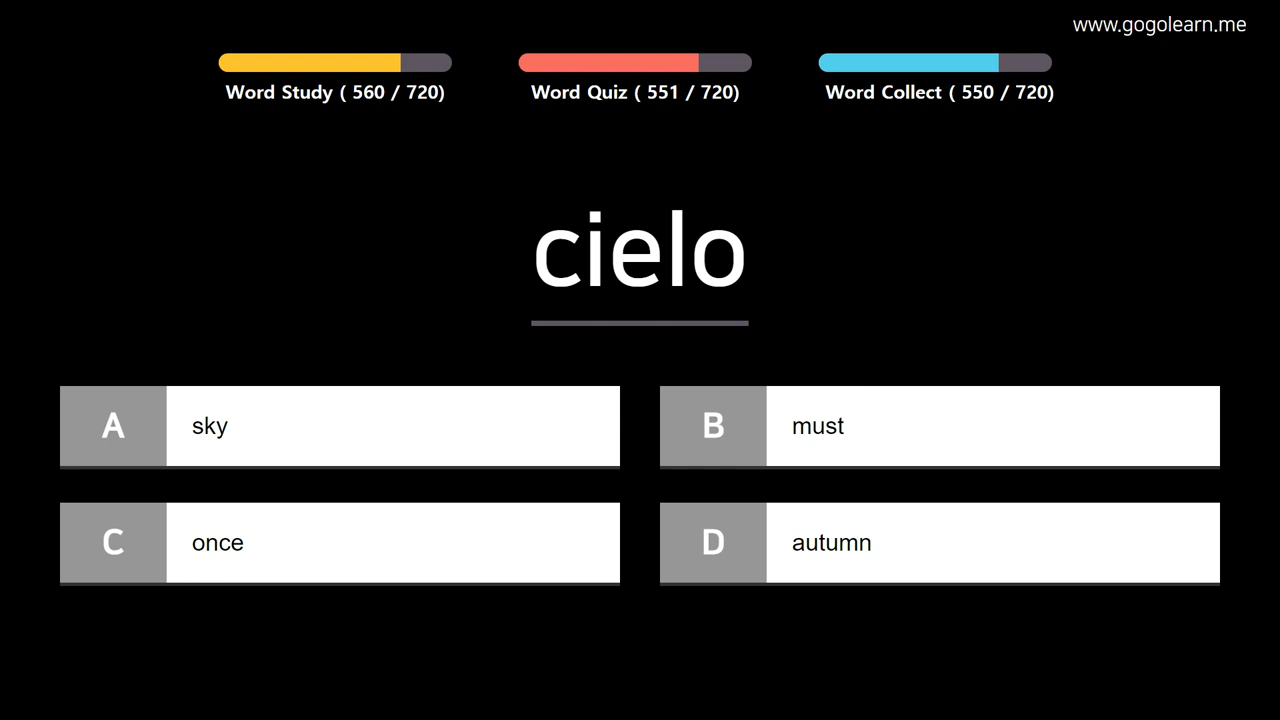 www.gogolearn.me
Word Study ( 560 / 720)
Word Quiz ( 551 / 720)
Word Collect ( 550 / 720)
cielo
A sky
B must
C once
D autumn